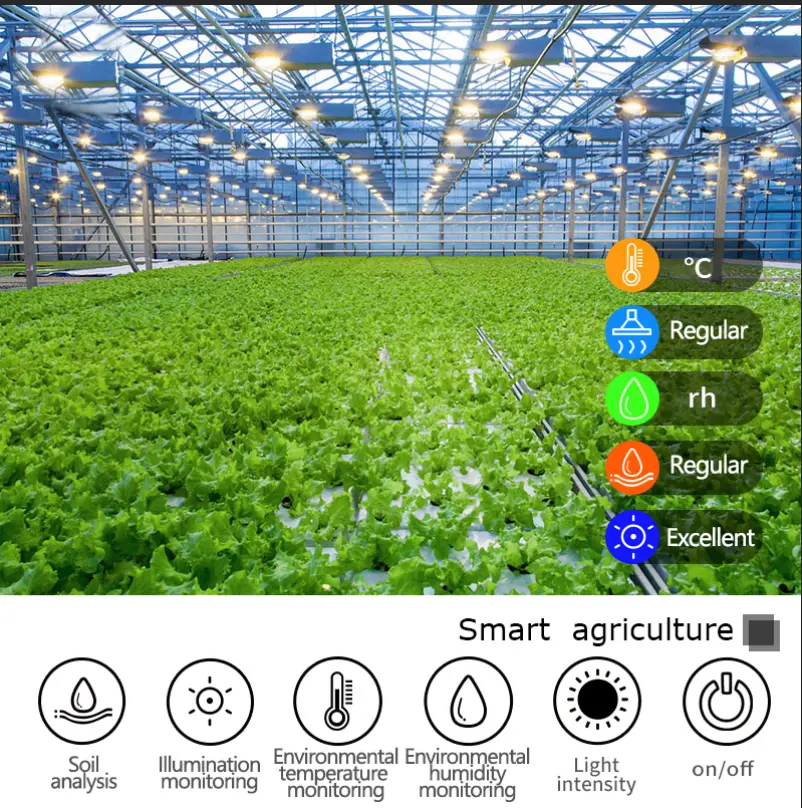 °C
Regular
rh
Regular
Excellent
Smart agriculture
Soil
analysis
Illumination
monitoring
Environmental
temperature
monitoring
Environmental
humidity
monitoring
Light
intensity
on/off